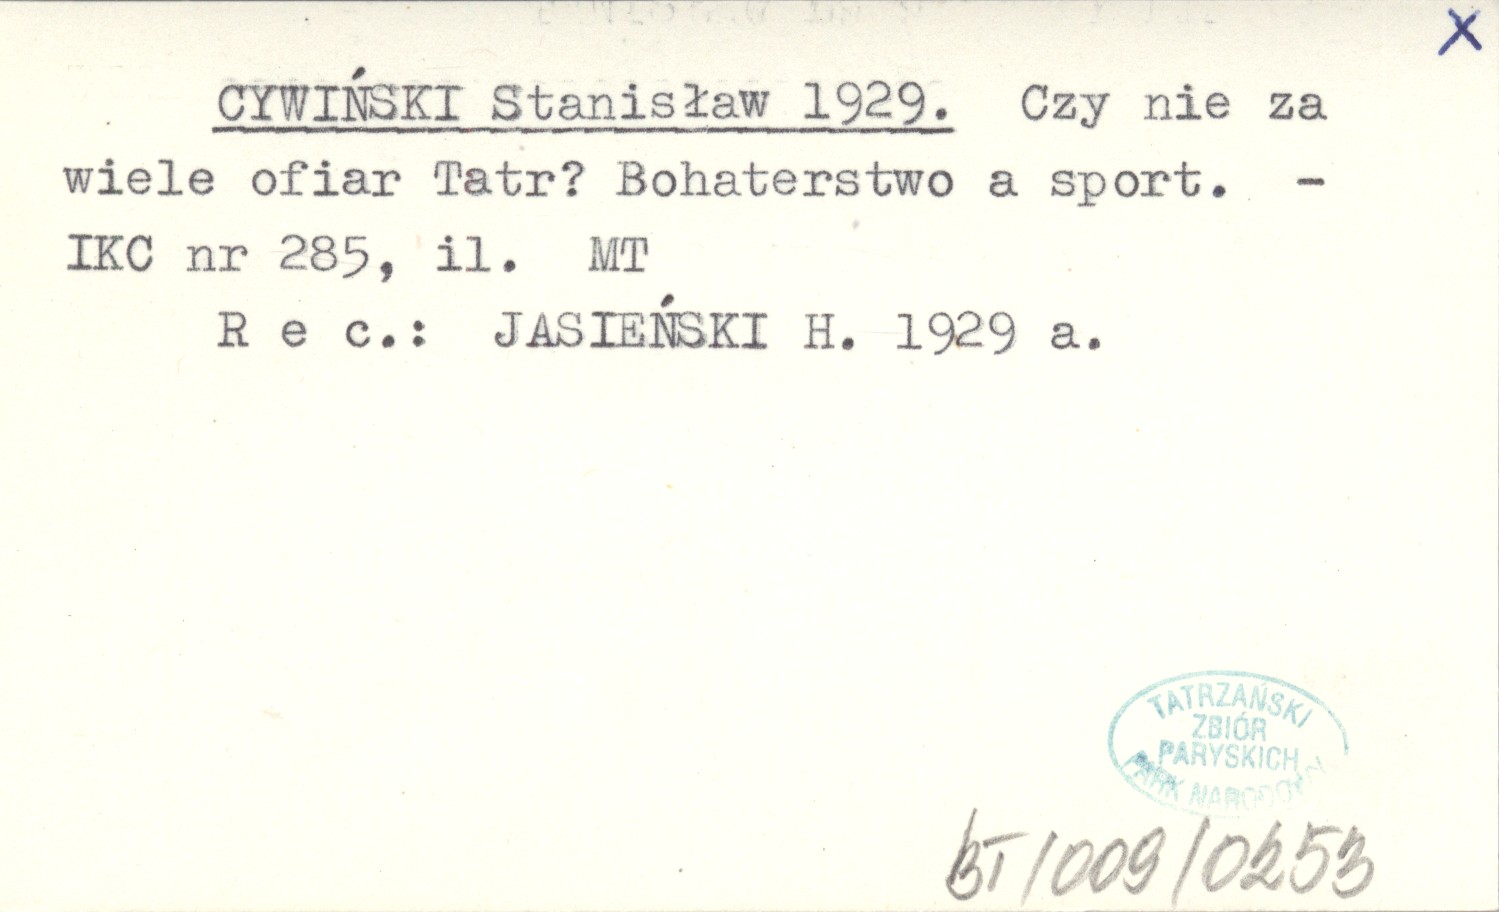 X
CYWIŃSKI Stanisław 1929. Czy nie za
wiele ofiar Tatr? Bohaterstwo a sport. -
IKC nr 285, il. MT
R e c.: JASIEŃSKI H. 1929 a.
TATRZAŃSKI
ZBIÓR
PARYSKICH
PARK NARODOWY
BT/009/0253